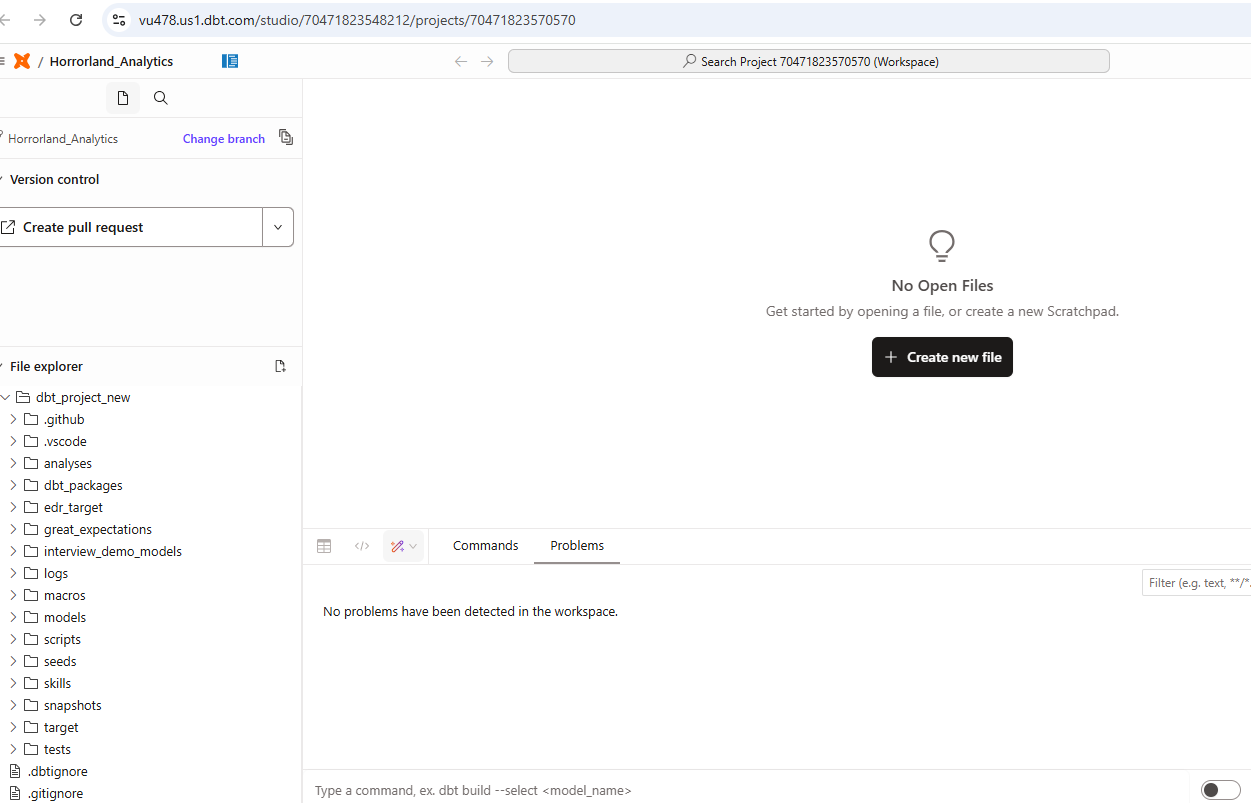 vu478.us1.dbt.com/studio/70471823548212/projects/70471823570570
/ Horrorland_Analytics
Search Project 70471823570570 (Workspace)
Horrorland_Analytics
Change branch
Version control
Create pull request
No Open Files
Get started by opening a file, or create a new Scratchpad.
+ Create new file
File explorer
dbt_project_new
.github
.vscode
analyses
dbt_packages
edr_target
great_expectations
interview_demo_models
logs
macros
models
scripts
seeds
skills
snapshots
target
tests
.dbtignore
.gitignore
</> Commands Problems
Filter (e.g. text, **/*.
No problems have been detected in the workspace.
Type a command, ex. dbt build --select <model_name>